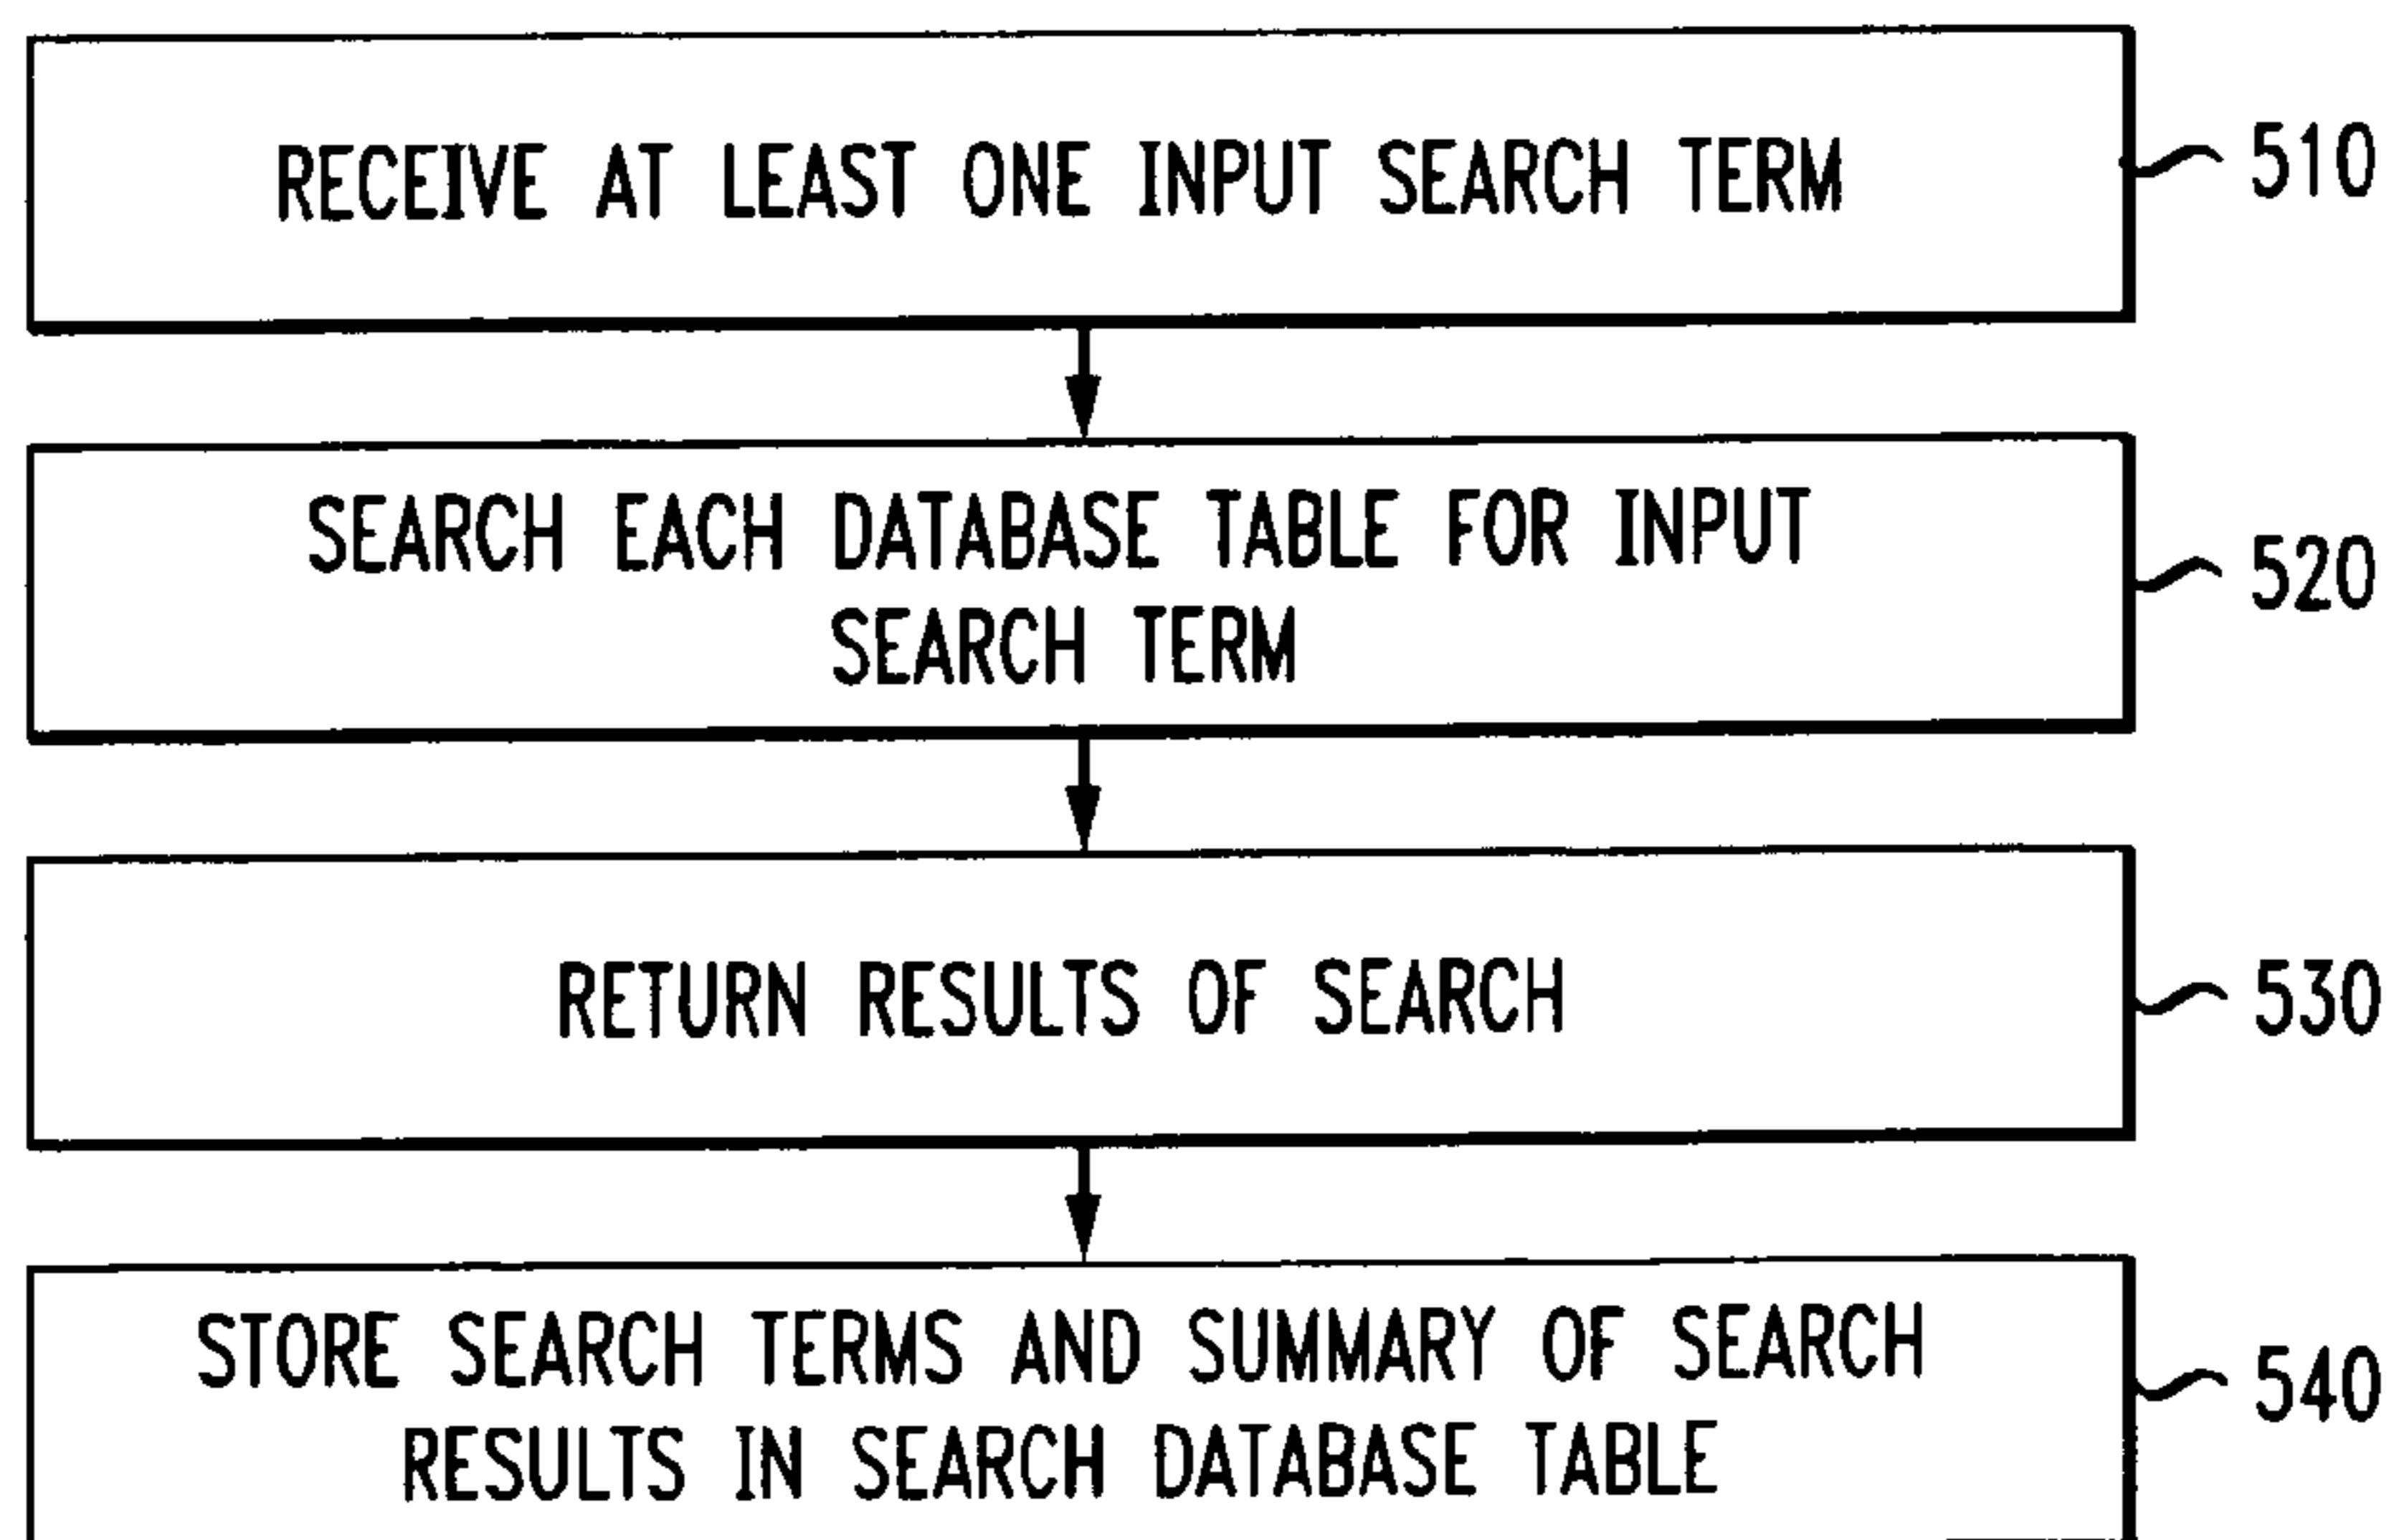 RECEIVE AT LEAST ONE INPUT SEARCH TERM
510
SEARCH EACH DATABASE TABLE FOR INPUT
SEARCH TERM
520
RETURN RESULTS OF SEARCH
530
STORE SEARCH TERMS AND SUMMARY OF SEARCH
RESULTS IN SEARCH DATABASE TABLE
540